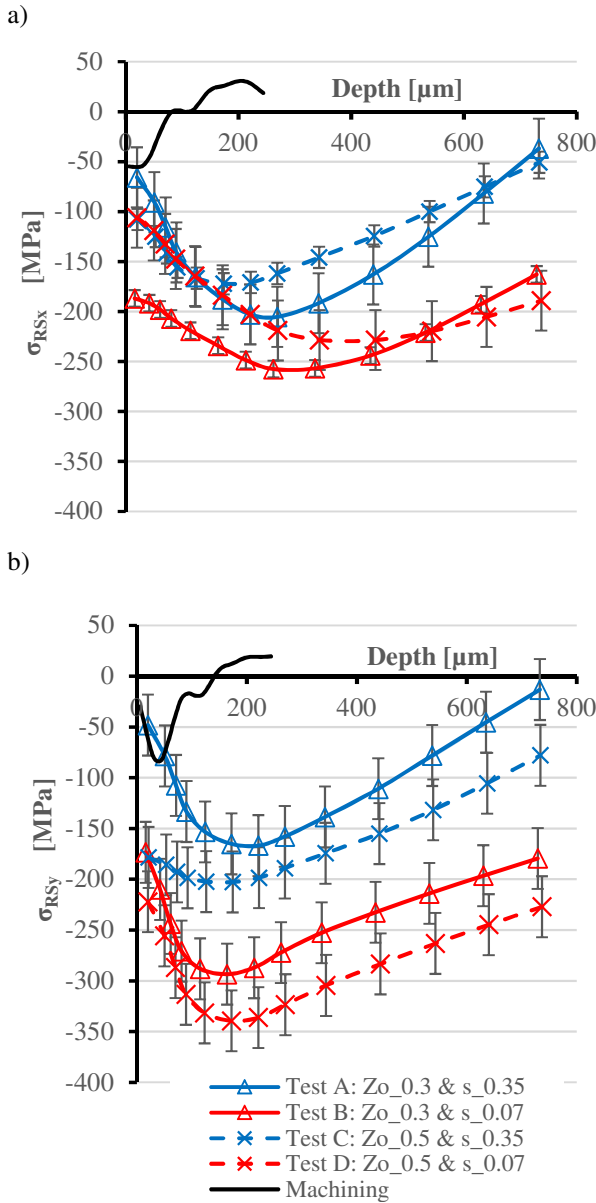 a)
50
0
-50
-100
-150
-200
-250
-300
-350
-400
0 200 400 600 800
Depth [µm]
σRSx [MPa]
b)
50
0
-50
-100
-150
-200
-250
-300
-350
-400
0 200 400 600 800
Depth [µm]
σRSy [MPa]
Test A: Zo_0.3 & s_0.35
Test B: Zo_0.3 & s_0.07
Test C: Zo_0.5 & s_0.35
Test D: Zo_0.5 & s_0.07
Machining